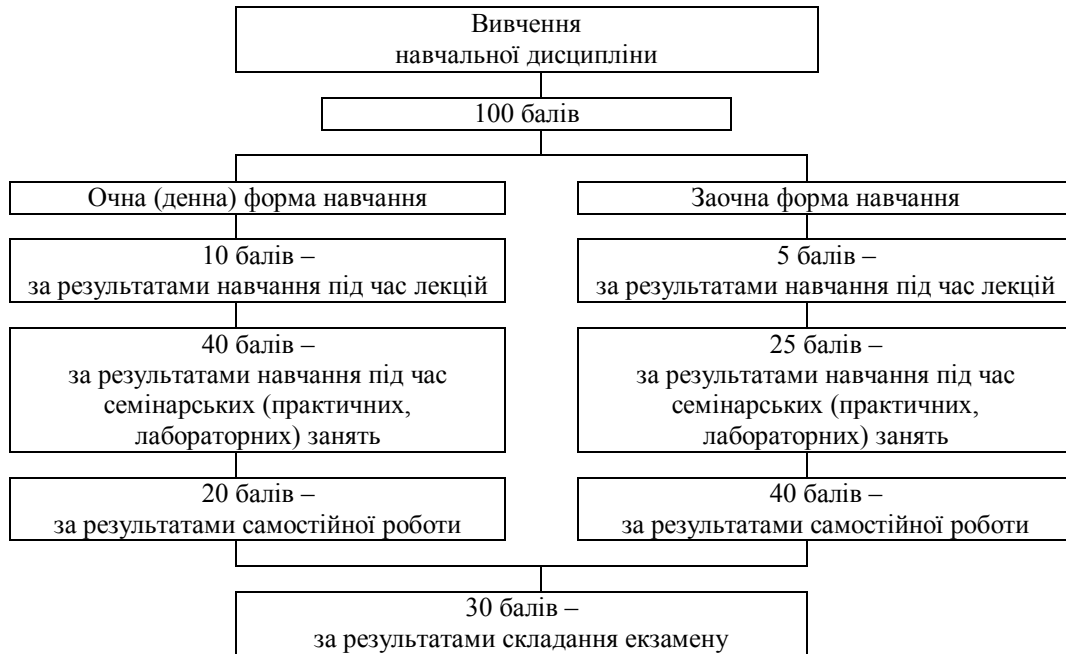 Вивчення
навчальної дисципліни
100 балів
Очна (денна) форма навчання
Заочна форма навчання
10 балів –
за результатами навчання під час лекцій
5 балів –
за результатами навчання під час лекцій
40 балів –
за результатами навчання під час
семінарських (практичних,
лабораторних) занять
25 балів –
за результатами навчання під час
семінарських (практичних,
лабораторних) занять
20 балів –
за результатами самостійної роботи
40 балів –
за результатами самостійної роботи
30 балів –
за результатами складання екзамену